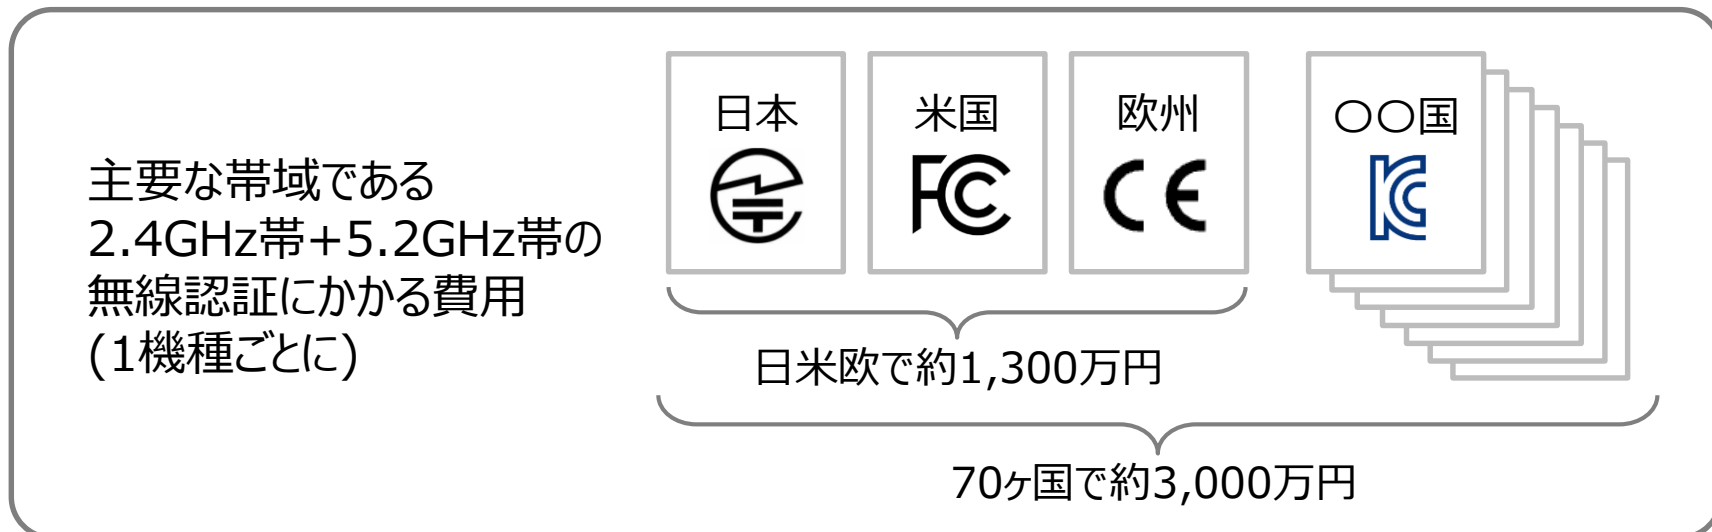 主要な帯域である
2.4GHz帯+5.2GHz帯の
無線認証にかかる費用
(1機種ごとに)
日本
米国
欧州
〇〇国
FC
CE
KC
日米欧で約1,300万円
70ヶ国で約3,000万円